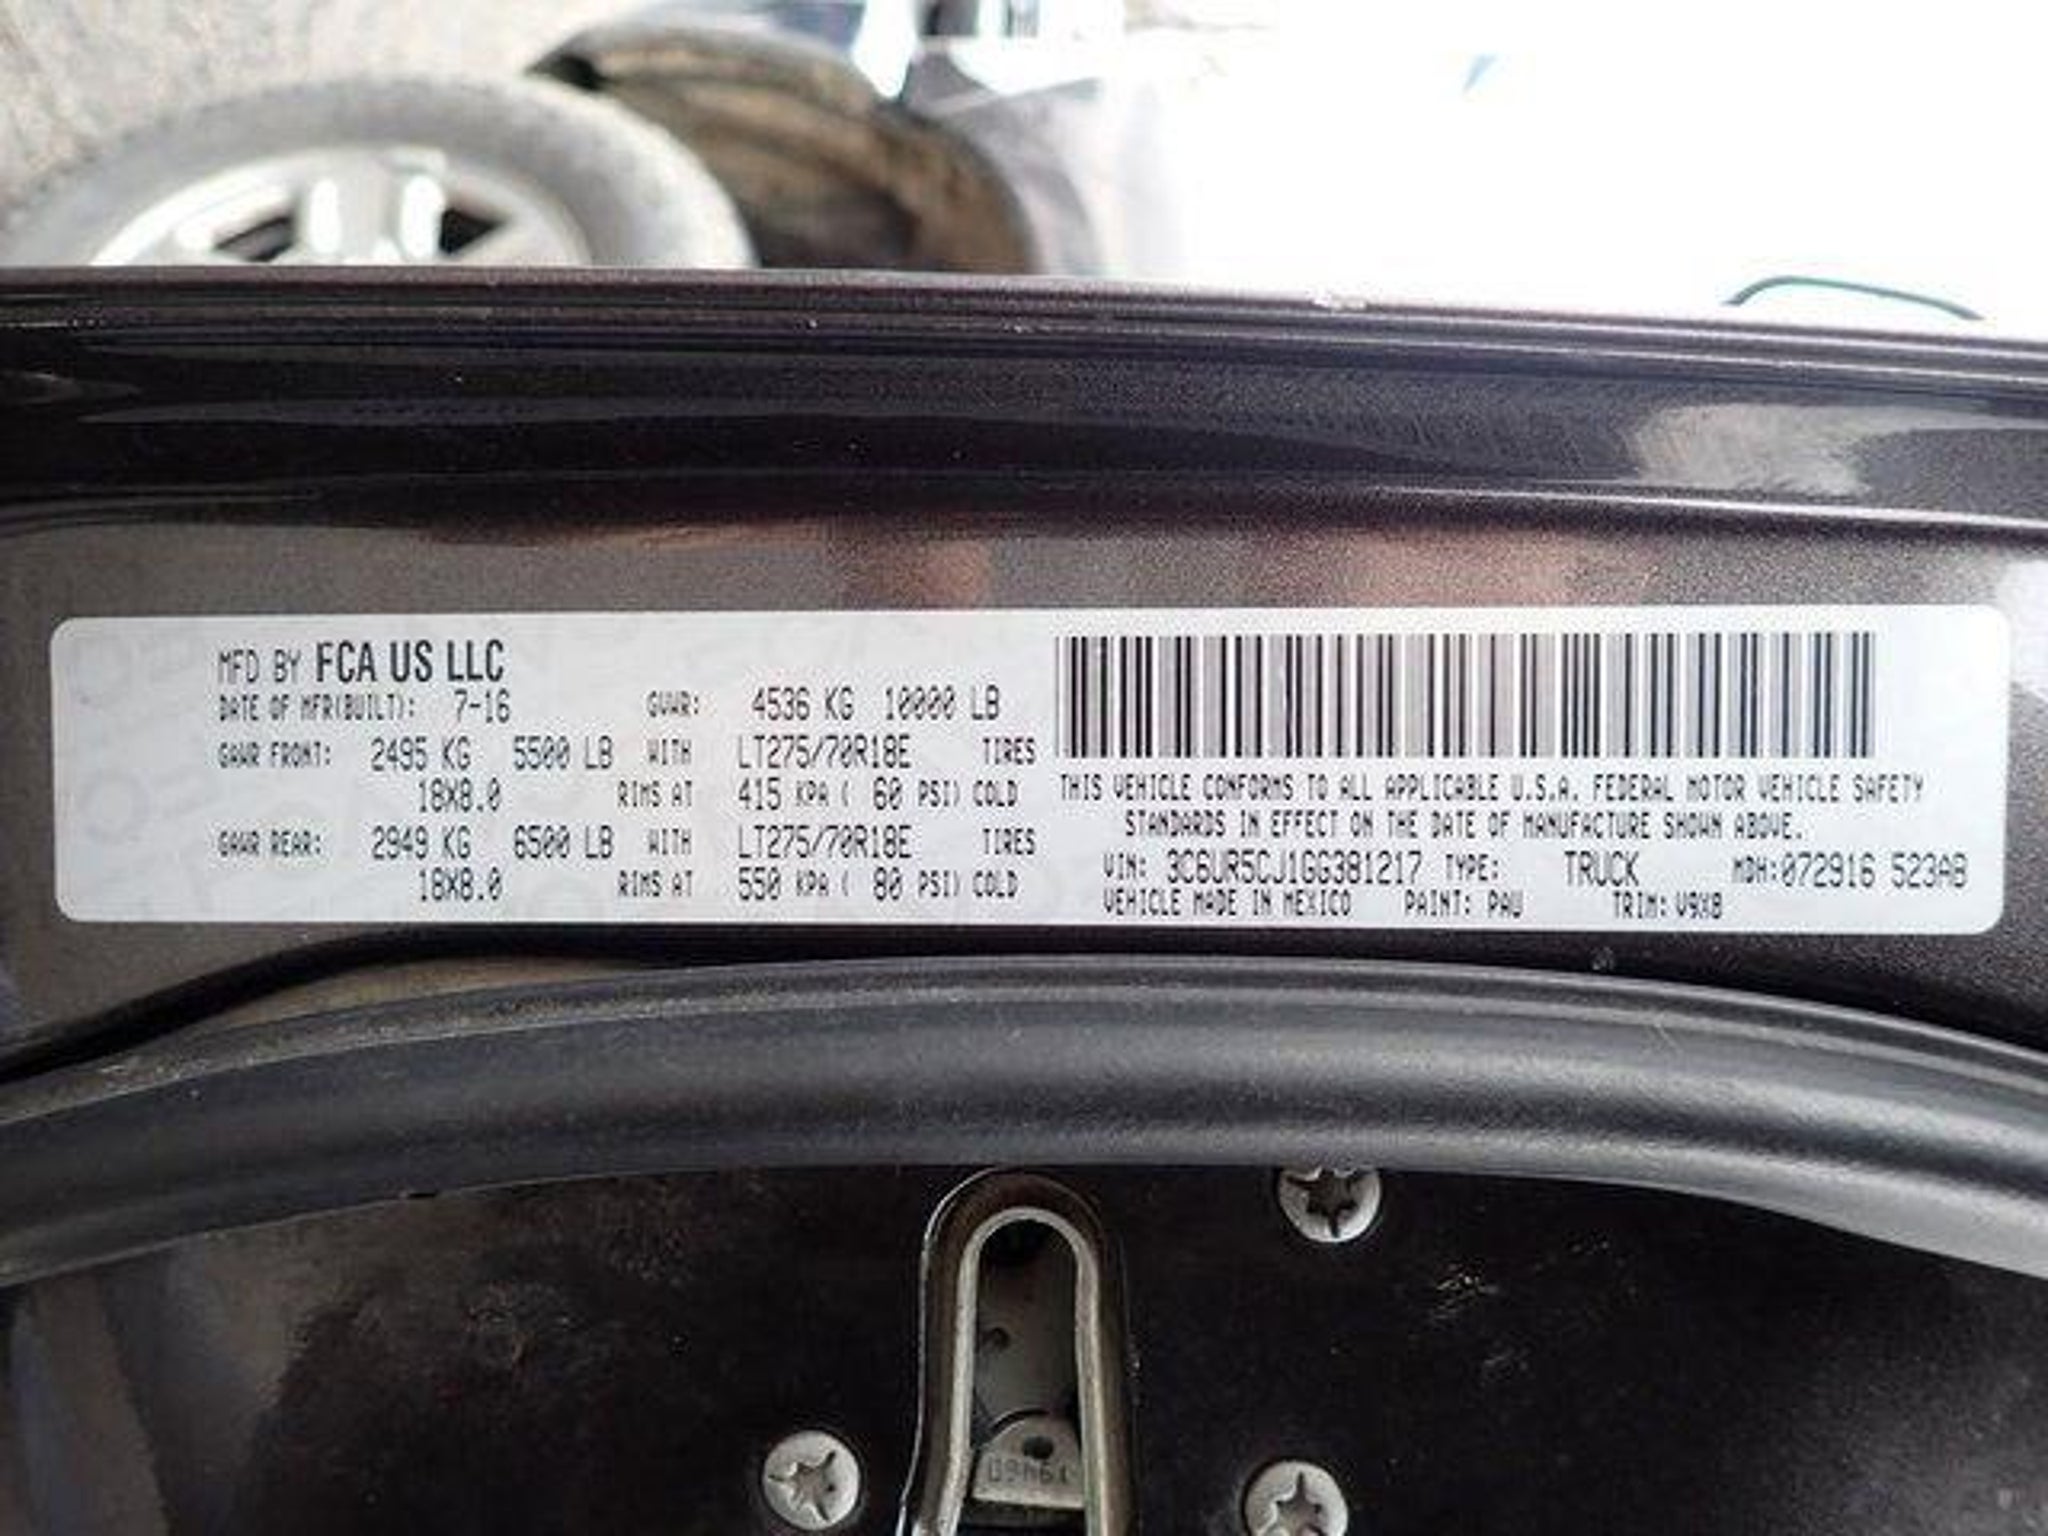 MFD BY FCA US LLC
DATE OF MFR(BUILT): 7-16 GVWR: 4536 KG 10000 LB
GAWR FRONT: 2495 KG 5500 LB WITH LT275/70R18E TIRES
18X8.0 RIMS AT 415 KPA ( 60 PSI) COLD
GAWR REAR: 2949 KG 6500 LB WITH LT275/70R18E TIRES
18X8.0 RIMS AT 550 KPA ( 80 PSI) COLD
THIS VEHICLE CONFORMS TO ALL APPLICABLE U.S.A. FEDERAL MOTOR VEHICLE SAFETY
STANDARDS IN EFFECT ON THE DATE OF MANUFACTURE SHOWN ABOVE.
VIN: 3C6UR5CJ1GG381217 TYPE: TRUCK MDH:072916 523AB
VEHICLE MADE IN MEXICO PAINT: PAU TRIM: V9X8